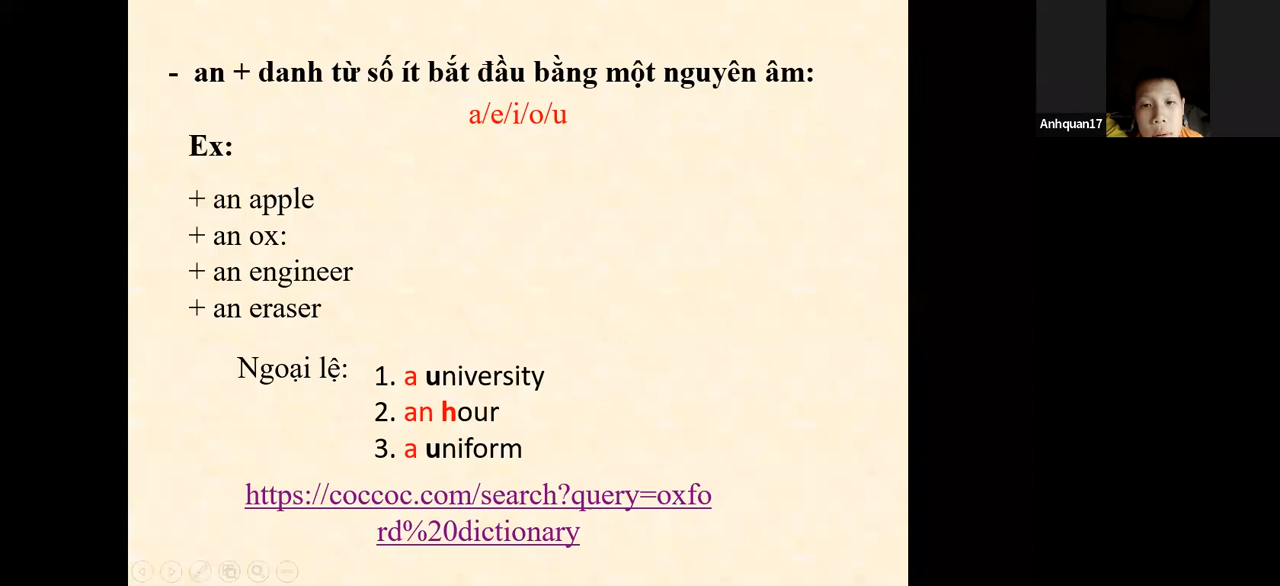 - an + danh từ số ít bắt đầu bằng một nguyên âm:
a/e/i/o/u
Ex:
+ an apple
+ an ox:
+ an engineer
+ an eraser
Ngoại lệ:
1. a university
2. an hour
3. a uniform
https://coccoc.com/search?query=oxfo
rd%20dictionary
Anhquan17